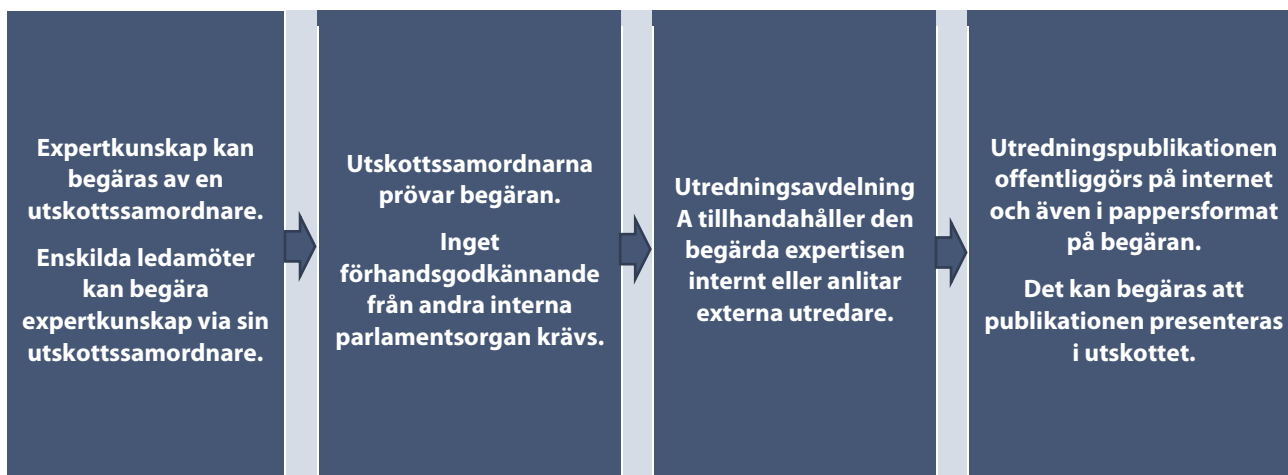 Expertkunskap kan
begäras av en
utskottssamordnare.
Enskilda ledamöter
kan begära
expertkunskap via sin
utskottssamordnare.
Utskottssamordnarna
prövar begäran.
Inget
förhandsgodkännande
från andra interna
parlamentsorgan krävs.
Utredningsavdelning
A tillhandahåller den
begärda expertisen
internt eller anlitar
externa utredare.
Utredningspublikationen
offentliggörs på internet
och även i pappersformat
på begäran.
Det kan begäras att
publikationen presenteras
i utskottet.